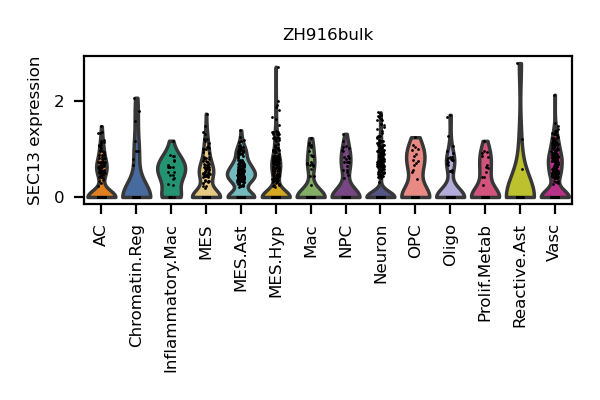 ZH916bulk
SEC13 expression
2
0
AC
Chromatin.Reg
Inflammatory.Mac
MES
MES.Ast
MES.Hyp
Mac
NPC
Neuron
OPC
Oligo
Prolif.Metab
Reactive.Ast
Vasc